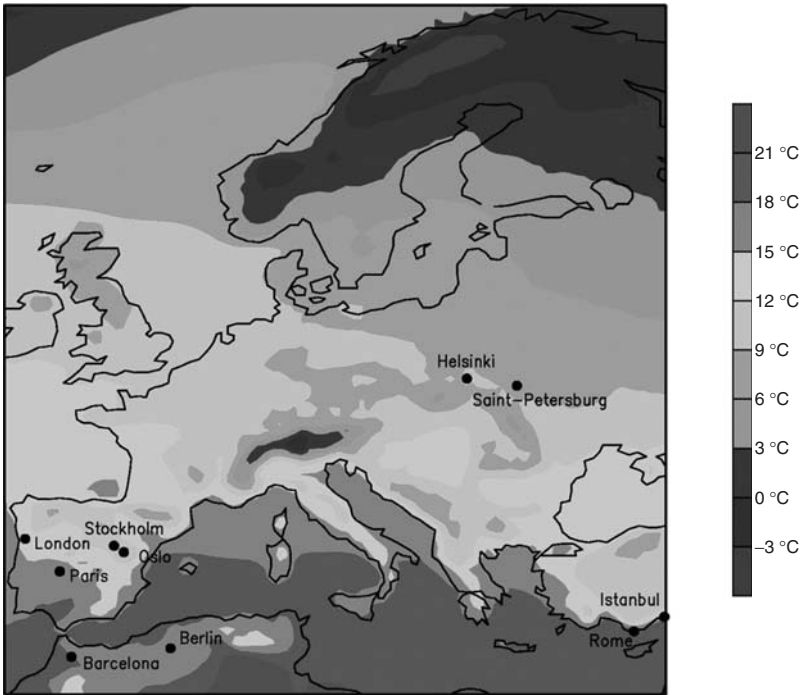 Helsinki
Saint-Petersburg
Stockholm
London
Oslo
Paris
Istanbul
Rome
Berlin
Barcelona
21 °C
18 °C
15 °C
12 °C
9 °C
6 °C
3 °C
0 °C
−3 °C